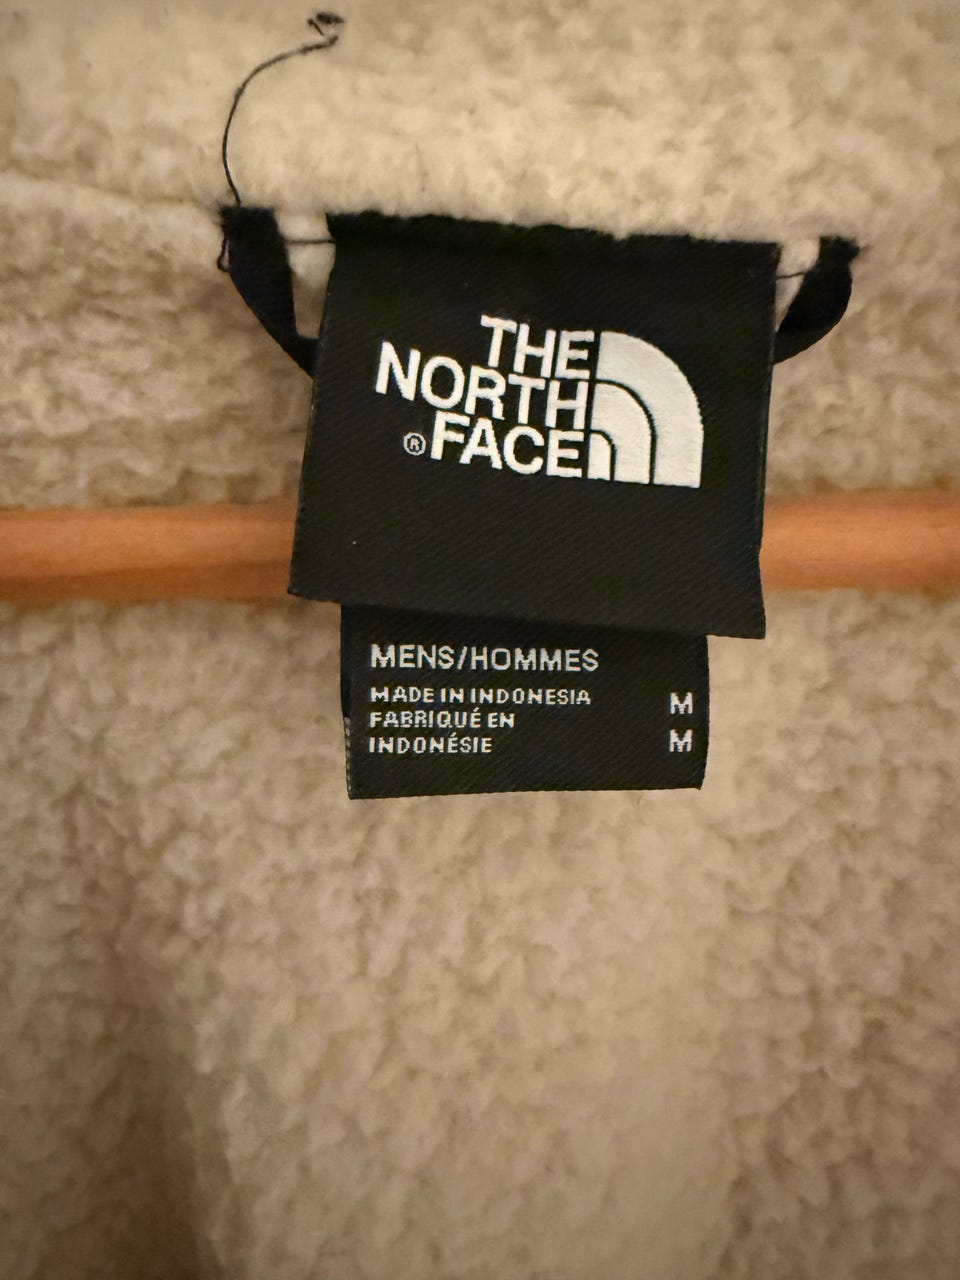 THE
NORTH
® FACE
MENS/HOMMES
MADE IN INDONESIA M
FABRIQUÉ EN
INDONÉSIE M